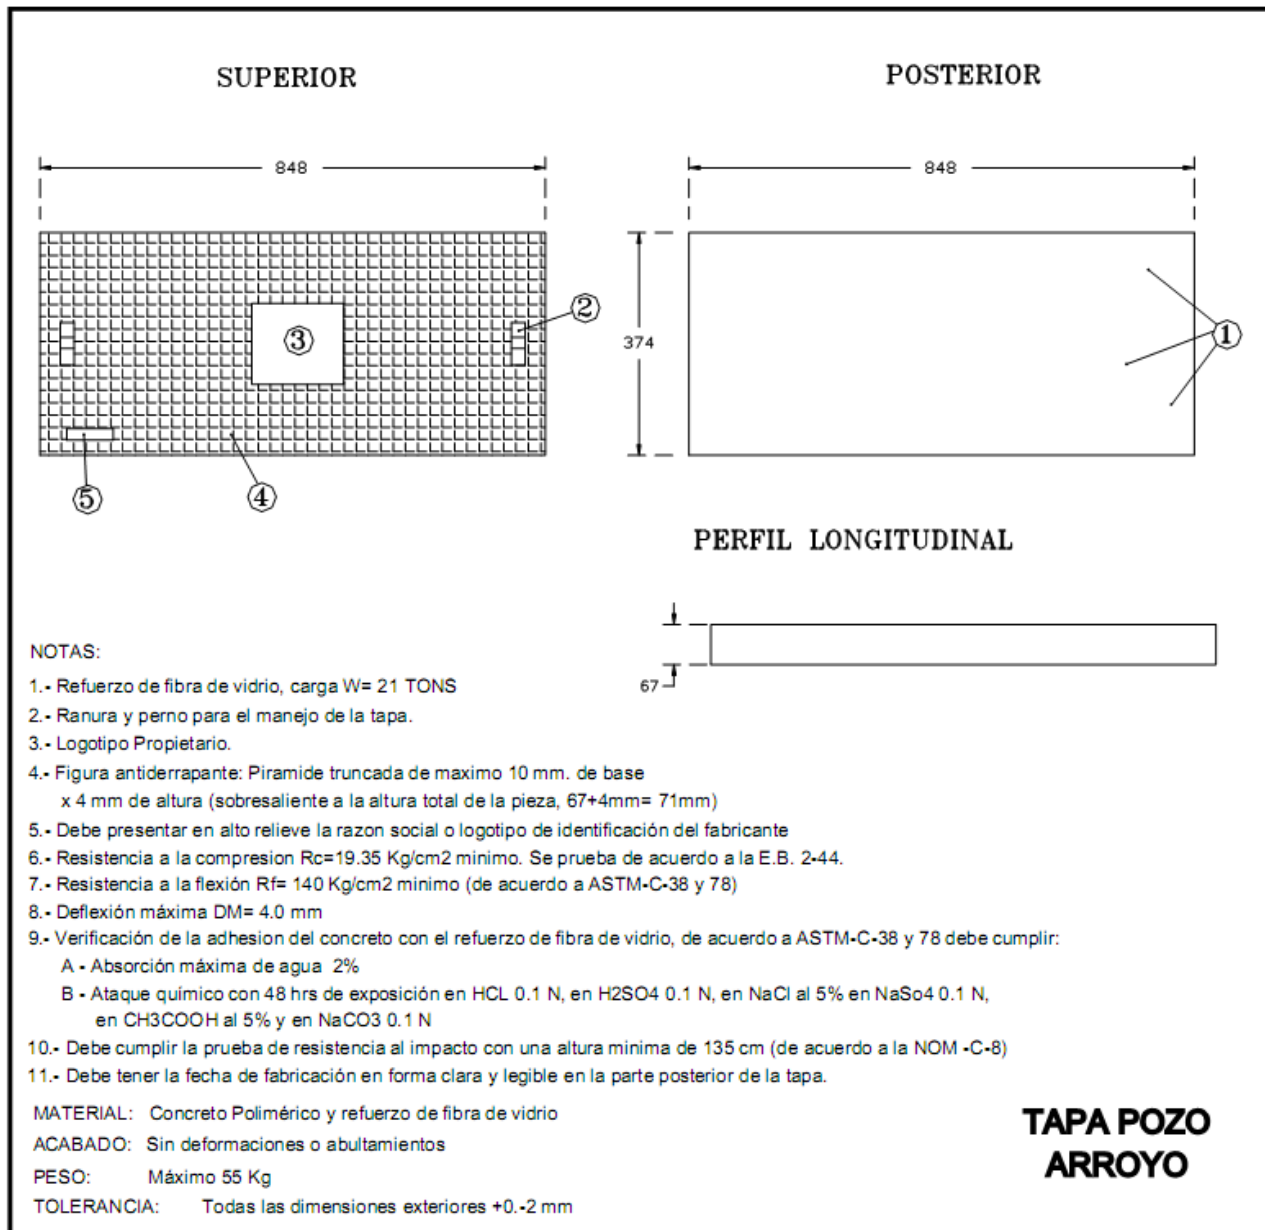 SUPERIOR
POSTERIOR
848
848
374
2
3
1
5
4
PERFIL LONGITUDINAL
67
NOTAS:
1.- Refuerzo de fibra de vidrio, carga W= 21 TONS
2.- Ranura y perno para el manejo de la tapa.
3.- Logotipo Propietario.
4.- Figura antiderrapante: Piramide truncada de maximo 10 mm. de base
x 4 mm de altura (sobresaliente a la altura total de la pieza, 67+4mm= 71mm)
5.- Debe presentar en alto relieve la razon social o logotipo de identificación del fabricante
6.- Resistencia a la compresion Rc=19.35 Kg/cm2 minimo. Se prueba de acuerdo a la E.B. 2-44.
7.- Resistencia a la flexión Rf= 140 Kg/cm2 minimo (de acuerdo a ASTM-C-38 y 78)
8.- Deflexión máxima DM= 4.0 mm
9.- Verificación de la adhesion del concreto con el refuerzo de fibra de vidrio, de acuerdo a ASTM-C-38 y 78 debe cumplir:
A - Absorción máxima de agua 2%
B - Ataque químico con 48 hrs de exposición en HCL 0.1 N, en H2SO4 0.1 N, en NaCl al 5% en NaSo4 0.1 N,
en CH3COOH al 5% y en NaCO3 0.1 N
10.- Debe cumplir la prueba de resistencia al impacto con una altura minima de 135 cm (de acuerdo a la NOM -C-8)
11.- Debe tener la fecha de fabricación en forma clara y legible en la parte posterior de la tapa.
MATERIAL: Concreto Polimérico y refuerzo de fibra de vidrio
ACABADO: Sin deformaciones o abultamientos
PESO: Máximo 55 Kg
TOLERANCIA: Todas las dimensiones exteriores +0.-2 mm
TAPA POZO
ARROYO